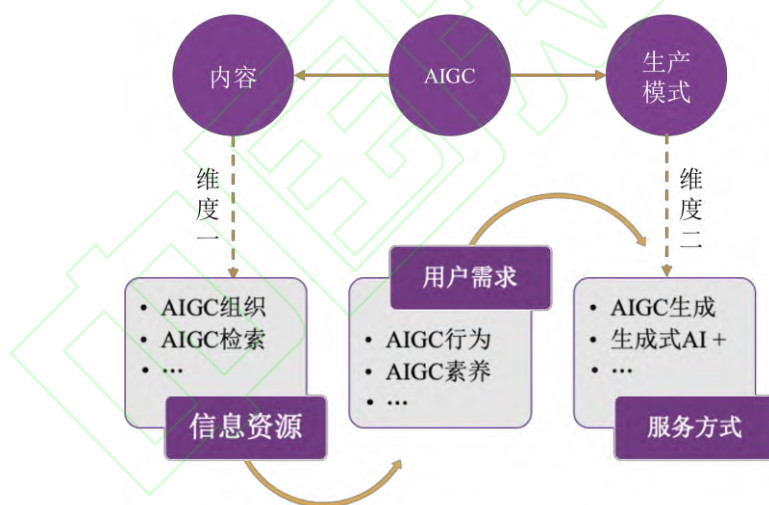 内容
AIGC
生产
模式
维
度
一
维
度
二
用户需求
• AIGC组织
• AIGC检索
• …
• AIGC行为
• AIGC素养
• …
• AIGC生成
• 生成式AI +
• …
信息资源
服务方式